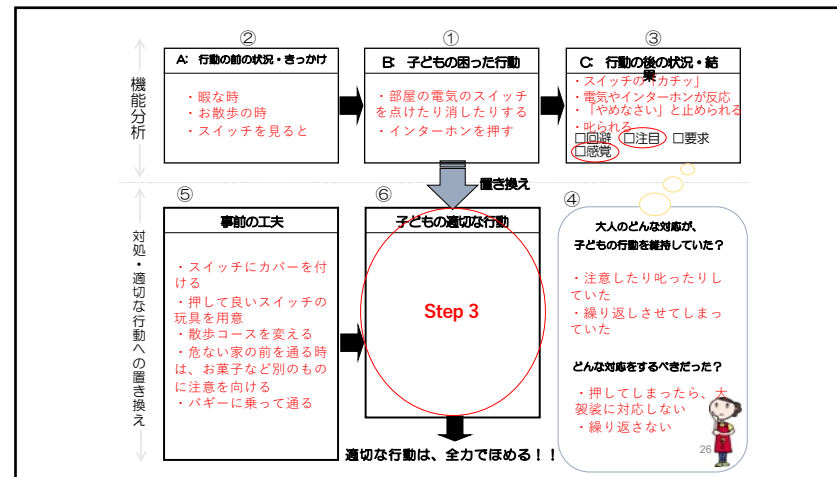 ②
A: 行動の前の状況・きっかけ
・暇な時
・お散歩の時
・スイッチを見ると
①
B: 子どもの困った行動
・部屋の電気のスイッチ
を点けたり消したりする
・インターホンを押す
③
C: 行動の後の状況・結
果
・スイッチの「カチッ」
・電気やインターホンが反応
・「やめなさい」と止められる
・叱られる
□回避 □注目 □要求
□感覚
機能分析
置き換え
対処・適切な行動への置き換え
⑤
事前の工夫
・スイッチにカバーを付
ける
・押して良いスイッチの
玩具を用意
・散歩コースを変える
・危ない家の前を通る時
は、お菓子など別のもの
に注意を向ける
・バギーに乗って通る
⑥
子どもの適切な行動
Step 3
適切な行動は、全力でほめる！！
④
大人のどんな対応が、
子どもの行動を維持していた？
・注意したり叱ったりし
ていた
・繰り返しさせてしまっ
ていた
どんな対応をするべきだった？
・押してしまったら、大
袈裟に対応しない
・繰り返さない
26